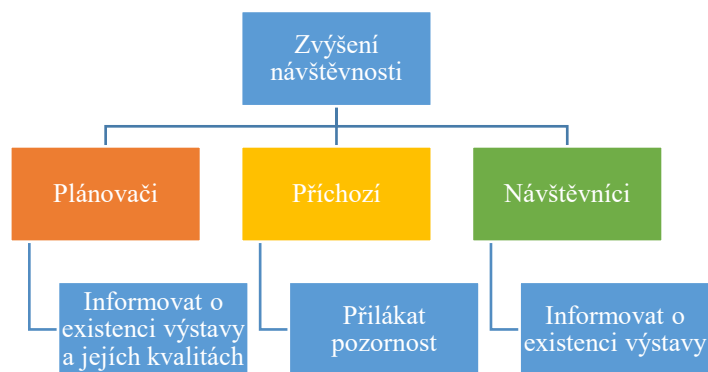 Zvýšení
návštěvnosti
Plánovači
Příchozí
Návštěvníci
Informovat o
existenci výstavy
a jejích kvalitách
Přilákat
pozornost
Informovat o
existenci výstavy